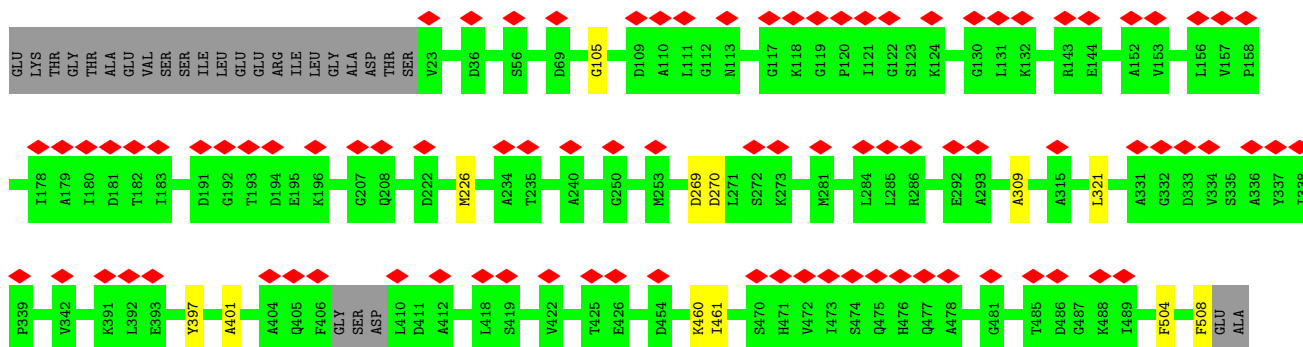 GLU LYS THR GLY THR ALA GLU VAL SER SER ILE LEU GLU GLU ARG ILE LEU GLY ALA ASP THR SER V23 D36 S56 D69 G105 D109 A110 L111 G112 N113 G117 K118 G119 P120 I121 G122 S123 K124 G130 L131 K132 R143 E144 A152 V153 L156 V157 P158
I178 A179 I180 D181 T182 I183 D191 G192 T193 D194 E195 K196 G207 Q208 D222 M226 A234 T235 A240 G250 M253 D269 D270 L271 S272 K273 M281 L284 L285 R286 E292 A293 A309 A315 L321 A331 G332 D333 V334 S335 A336 Y337 I338
P339 V342 K391 L392 E393 Y397 A401 A404 Q405 F406 GLY SER ASP L410 D411 A412 L418 S419 V422 T425 E426 D454 K460 I461 S470 H471 V472 I473 S474 Q475 H476 Q477 A478 G481 T485 D486 G487 K488 I489 F504 F508 GLU ALA